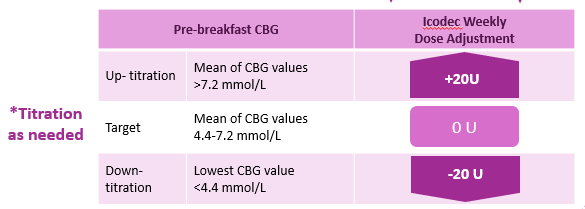 Pre-breakfast CBG
Icodec Weekly
Dose Adjustment
*Titration
as needed
Up- titration
Mean of CBG values
>7.2 mmol/L
+20U
Target
Mean of CBG values
4.4-7.2 mmol/L
0 U
Down-
titration
Lowest CBG value
<4.4 mmol/L
-20 U